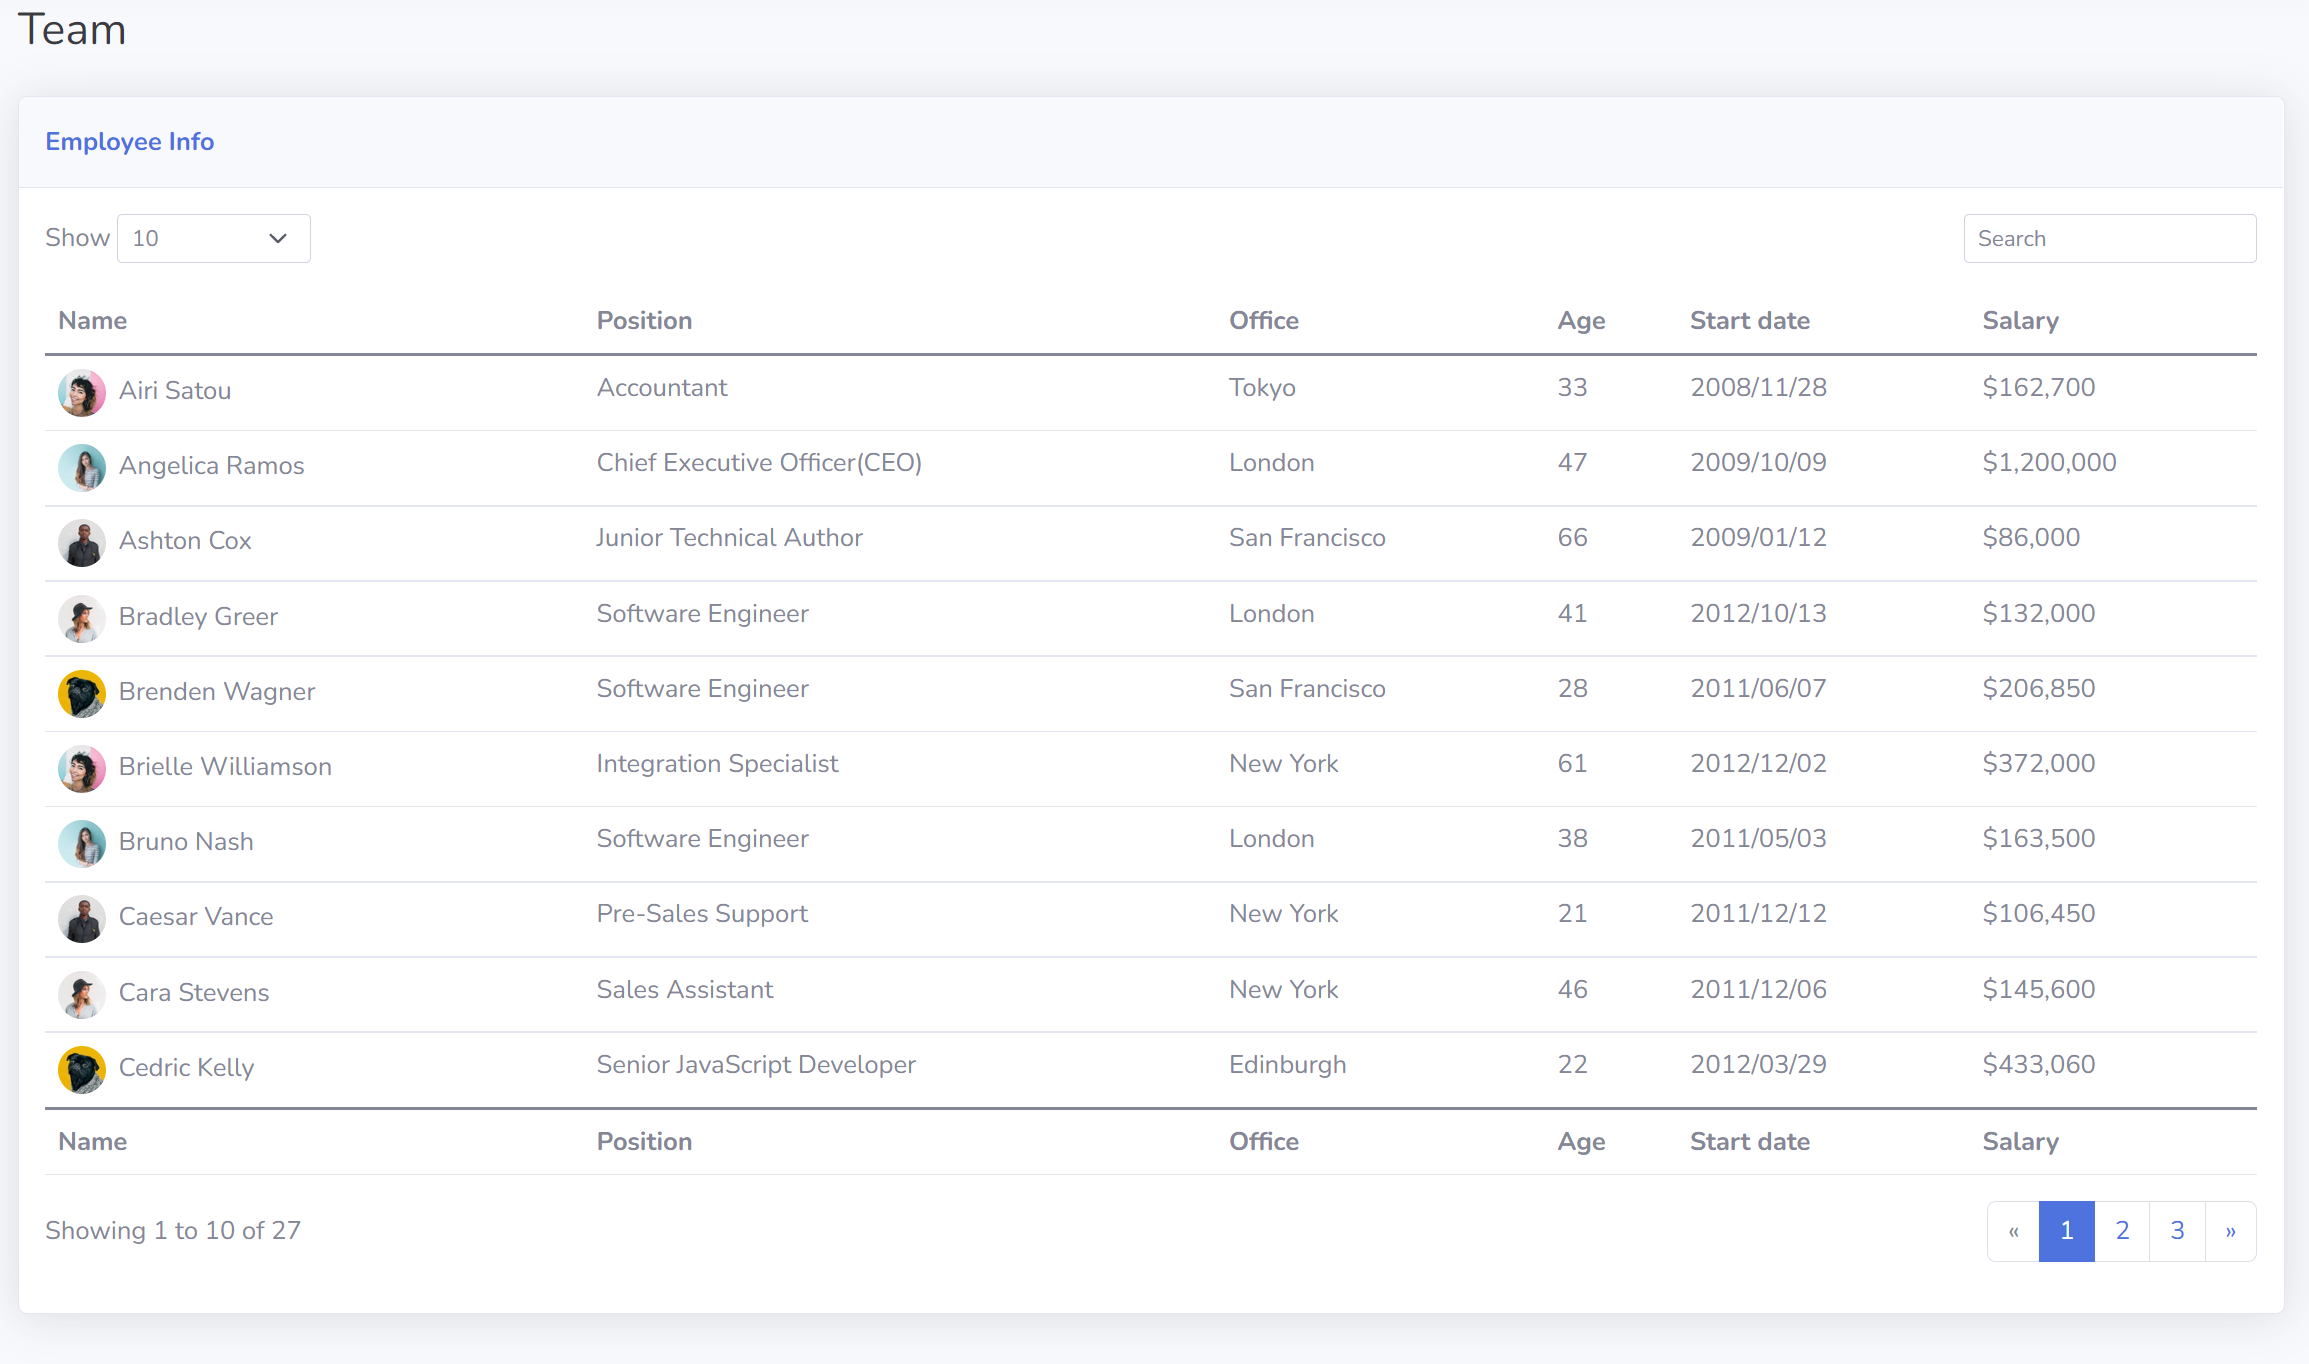 Team
Employee Info
Show 10 Search
Name Position Office Age Start date Salary
Airi Satou Accountant Tokyo 33 2008/11/28 $162,700
Angelica Ramos Chief Executive Officer(CEO) London 47 2009/10/09 $1,200,000
Ashton Cox Junior Technical Author San Francisco 66 2009/01/12 $86,000
Bradley Greer Software Engineer London 41 2012/10/13 $132,000
Brenden Wagner Software Engineer San Francisco 28 2011/06/07 $206,850
Brielle Williamson Integration Specialist New York 61 2012/12/02 $372,000
Bruno Nash Software Engineer London 38 2011/05/03 $163,500
Caesar Vance Pre-Sales Support New York 21 2011/12/12 $106,450
Cara Stevens Sales Assistant New York 46 2011/12/06 $145,600
Cedric Kelly Senior JavaScript Developer Edinburgh 22 2012/03/29 $433,060
Name Position Office Age Start date Salary
Showing 1 to 10 of 27 « 1 2 3 »